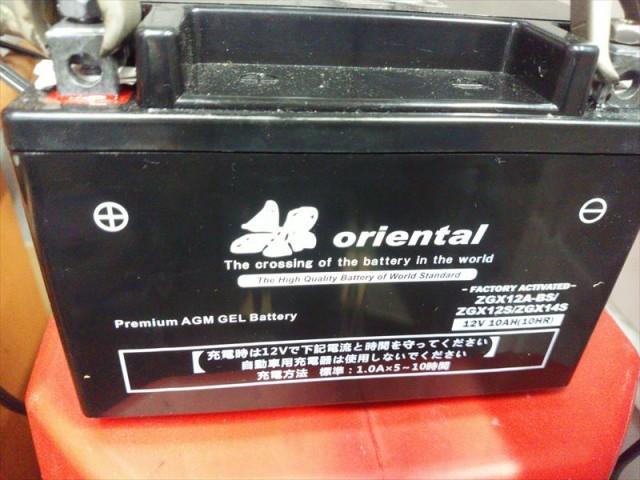 ⊕ ⊖
oriental
The crossing of the battery in the world
The High Quality Battery of World Standard
- FACTORY ACTIVATED -
ZGX12A-BS/
ZGX12S/ZGX14S
12V 10AH(10HR)
Premium AGM GEL Battery
【充電時は12Vで下記電流と時間を守ってください
自動車用充電器は使用しないでください】
充電方法 標準：1.0A×5~10時間